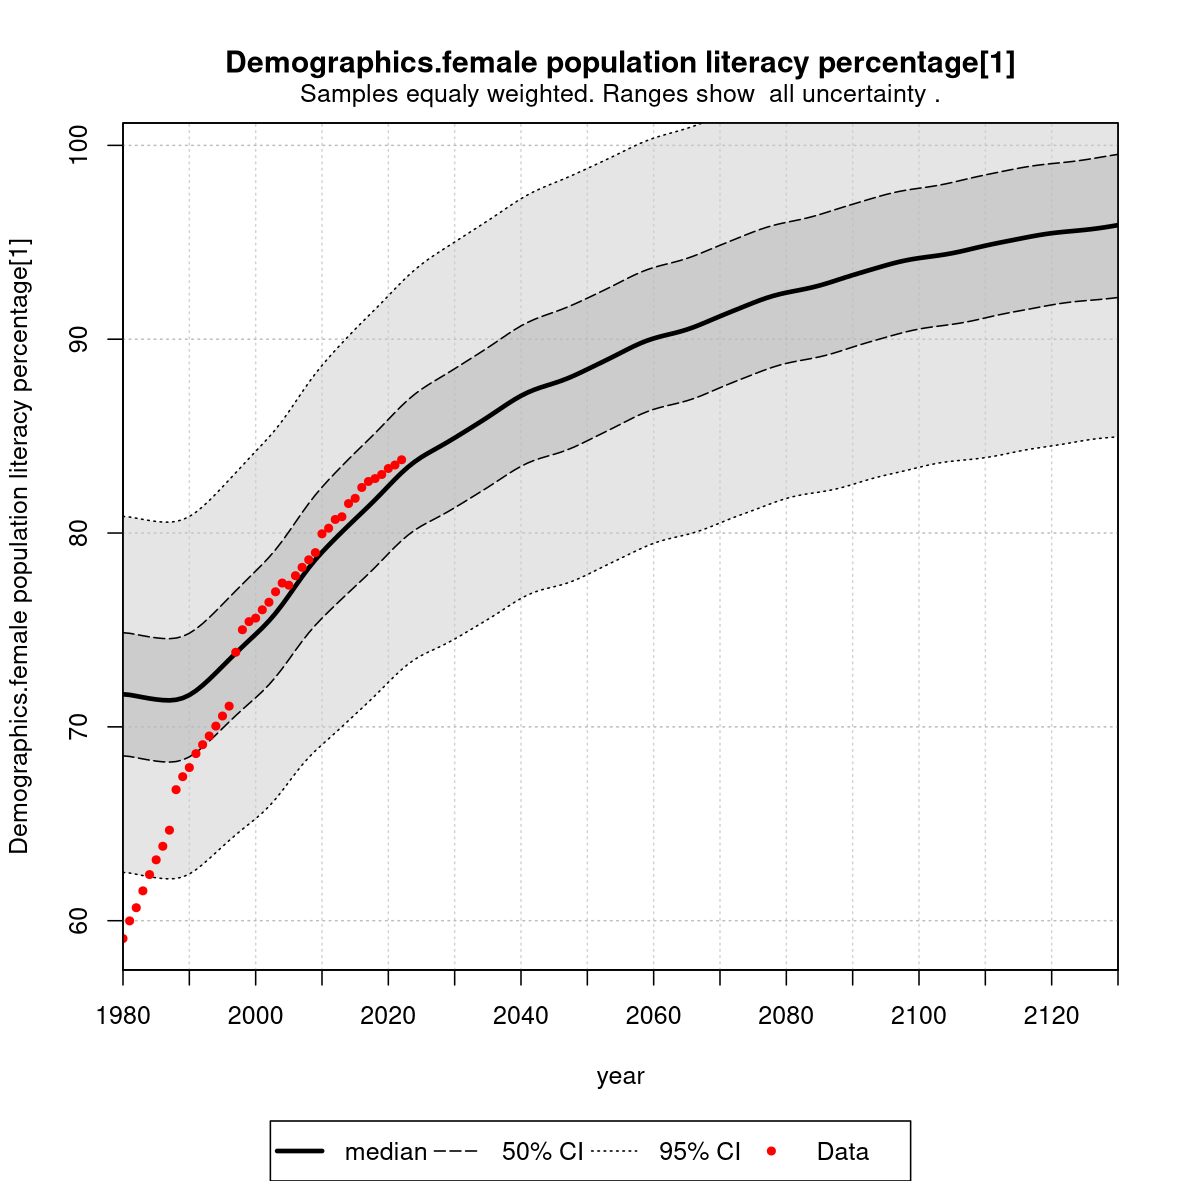 Demographics.female population literacy percentage[1]
Samples equaly weighted. Ranges show  all uncertainty .
Demographics.female population literacy percentage[1]
100
90
80
70
60
1980 2000 2020 2040 2060 2080 2100 2120
year
median 50% CI 95% CI Data